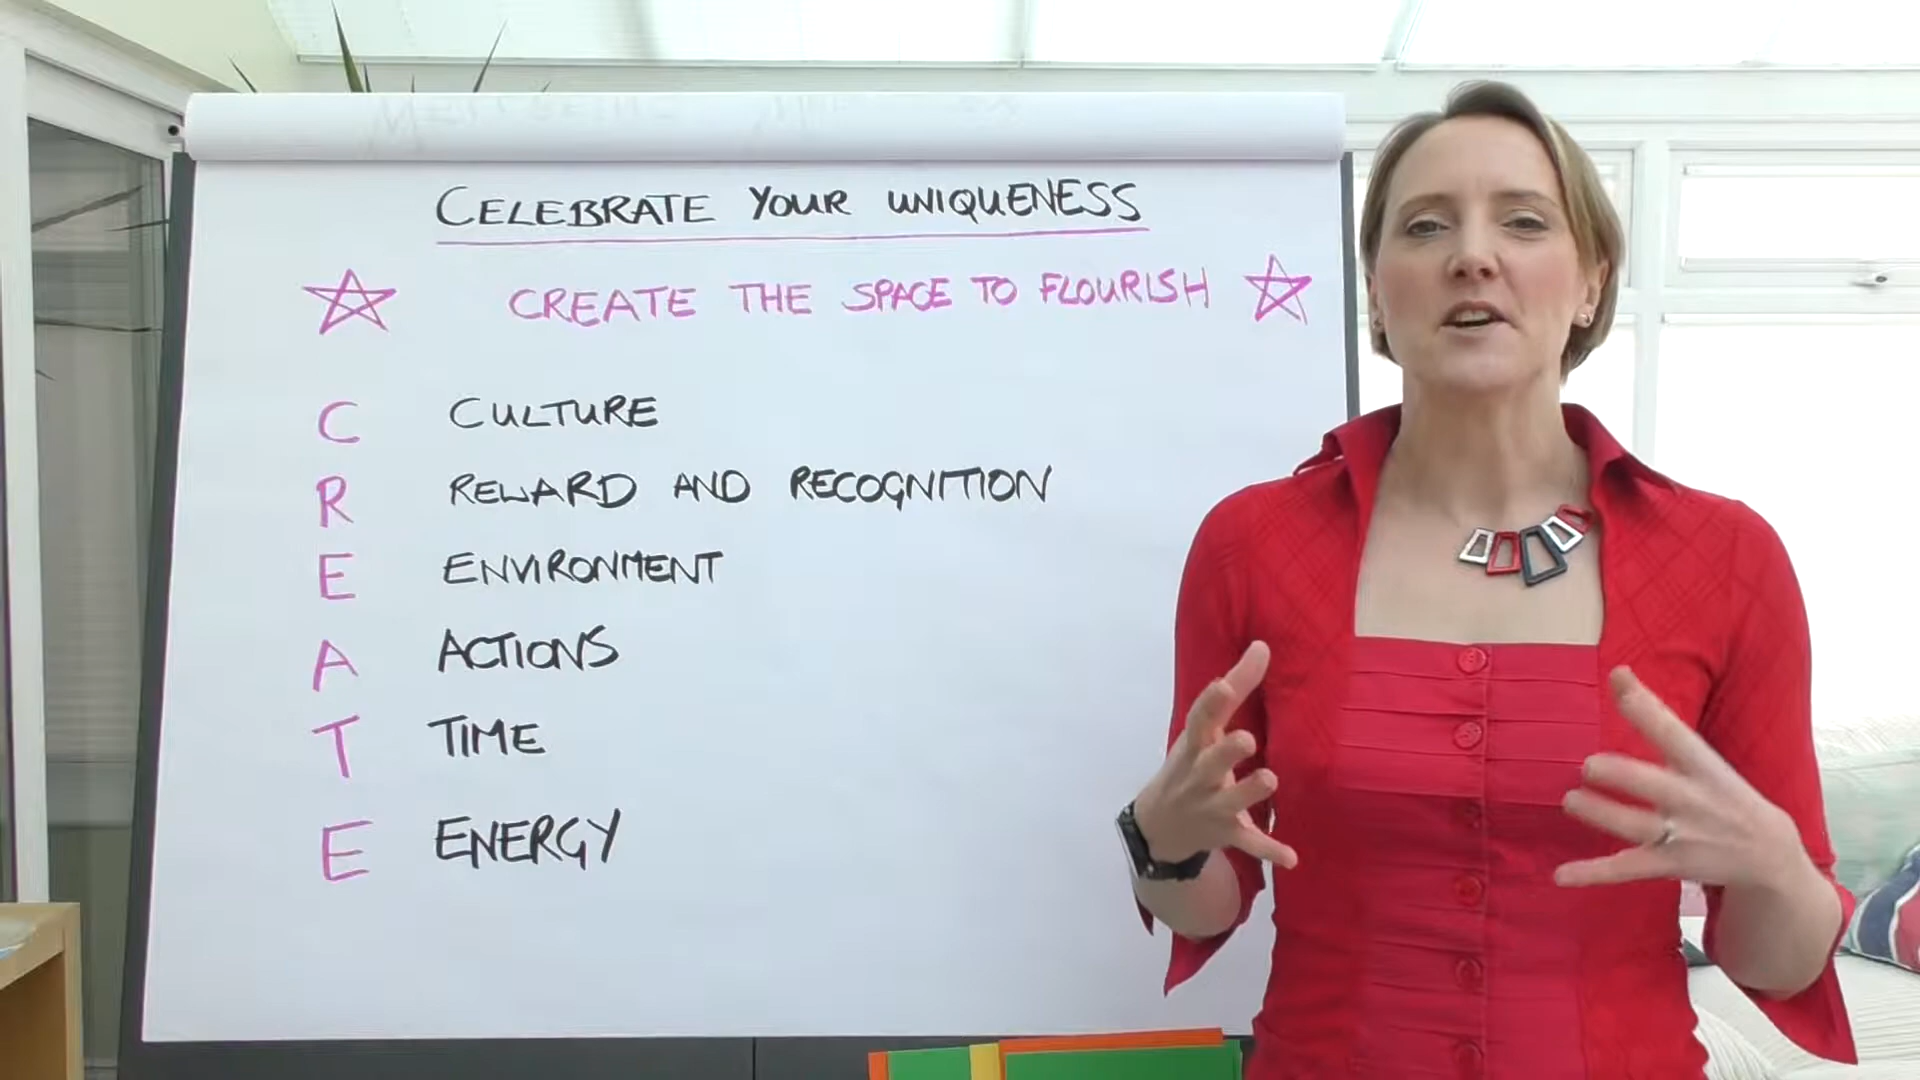 CELEBRATE YOUR UNIQUENESS
CREATE THE SPACE TO FLOURISH
C CULTURE
R REWARD AND RECOGNITION
E ENVIRONMENT
A ACTIONS
T TIME
E ENERGY